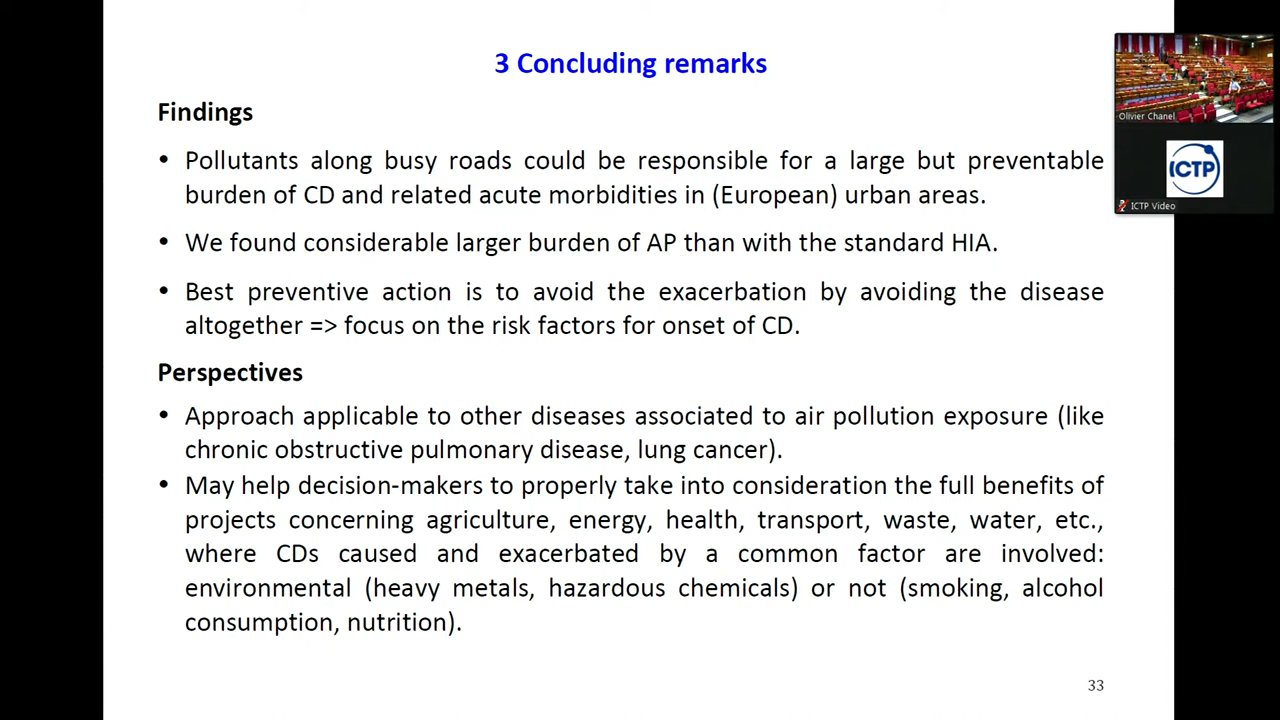 3 Concluding remarks
Findings
• Pollutants along busy roads could be responsible for a large but preventable
burden of CD and related acute morbidities in (European) urban areas.
• We found considerable larger burden of AP than with the standard HIA.
• Best preventive action is to avoid the exacerbation by avoiding the disease
altogether => focus on the risk factors for onset of CD.
Perspectives
• Approach applicable to other diseases associated to air pollution exposure (like
chronic obstructive pulmonary disease, lung cancer).
• May help decision-makers to properly take into consideration the full benefits of
projects concerning agriculture, energy, health, transport, waste, water, etc.,
where CDs caused and exacerbated by a common factor are involved:
environmental (heavy metals, hazardous chemicals) or not (smoking, alcohol
consumption, nutrition).
33
Olivier Chanel
ICTP
ICTP Video